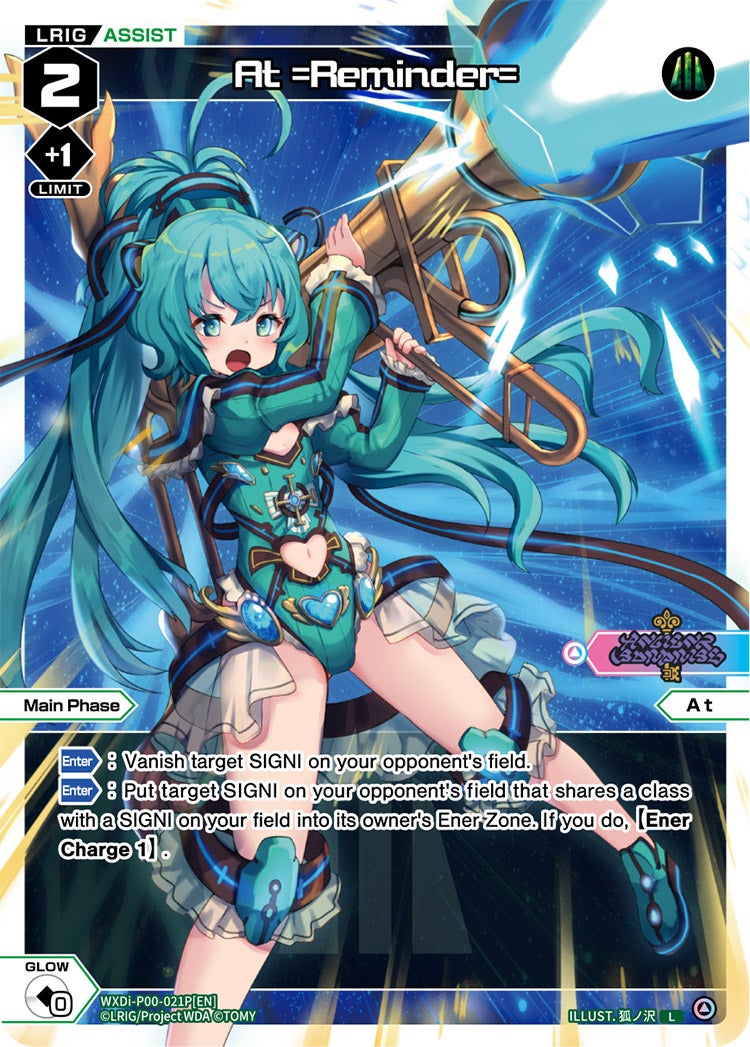 LRIG ASSIST
2
At =Reminder=
+1
LIMIT
Main Phase
At
Enter : Vanish target SIGNI on your opponent's field.
Enter : Put target SIGNI on your opponent's field that shares a class
with a SIGNI on your field into its owner's Ener Zone. If you do, 【Ener
Charge 1】.
GLOW
0
WXDi-P00-021P[EN]
©LRIG/ProjectWDA ©TOMY
ILLUST. 狐ノ沢 L